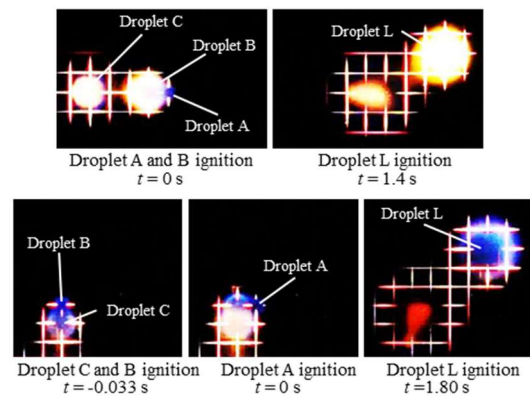 Droplet C
Droplet B
Droplet A
Droplet L
Droplet A and B ignition
t = 0 s
Droplet L ignition
t = 1.4 s
Droplet B
Droplet C
Droplet A
Droplet L
Droplet C and B ignition
t = -0.033 s
Droplet A ignition
t = 0 s
Droplet L ignition
t =1.80 s